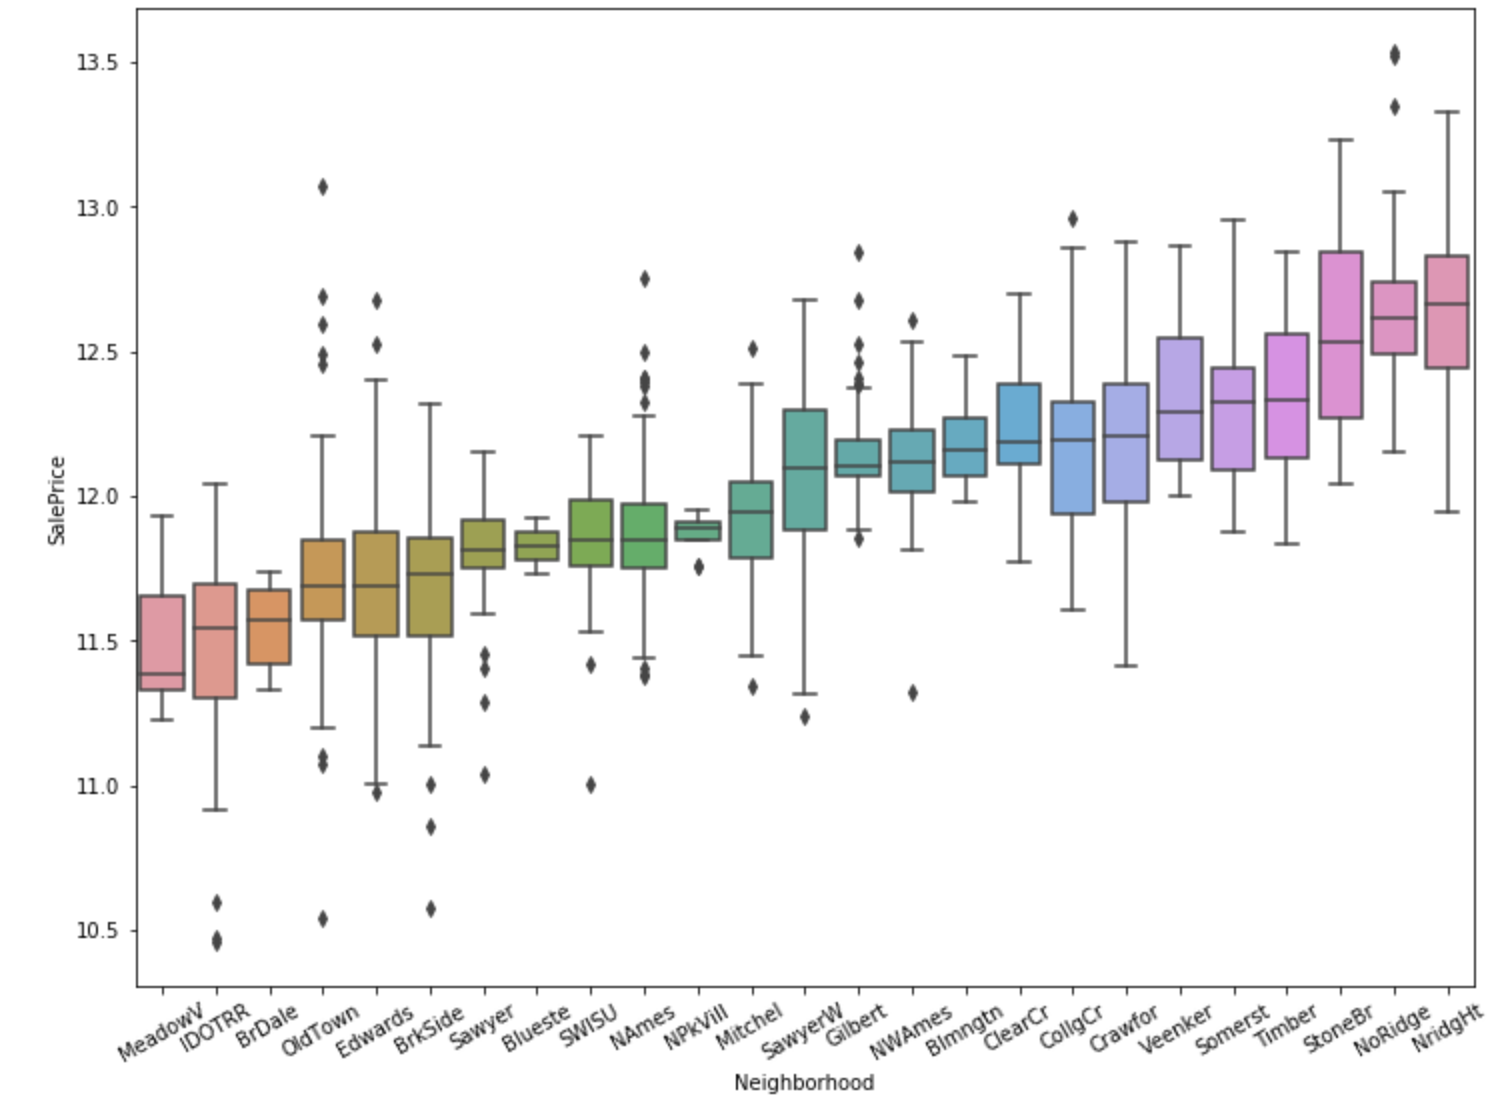 13.5
13.0
12.5
12.0
11.5
11.0
10.5
SalePrice
MeadowV IDOTRR BrDale OldTown Edwards BrkSide Sawyer Blueste SWISU NAmes NPkVill Mitchel SawyerW Gilbert NWAmes Blmngtn ClearCr CollgCr Crawfor Veenker Somerst Timber StoneBr NoRidge NridgHt
Neighborhood